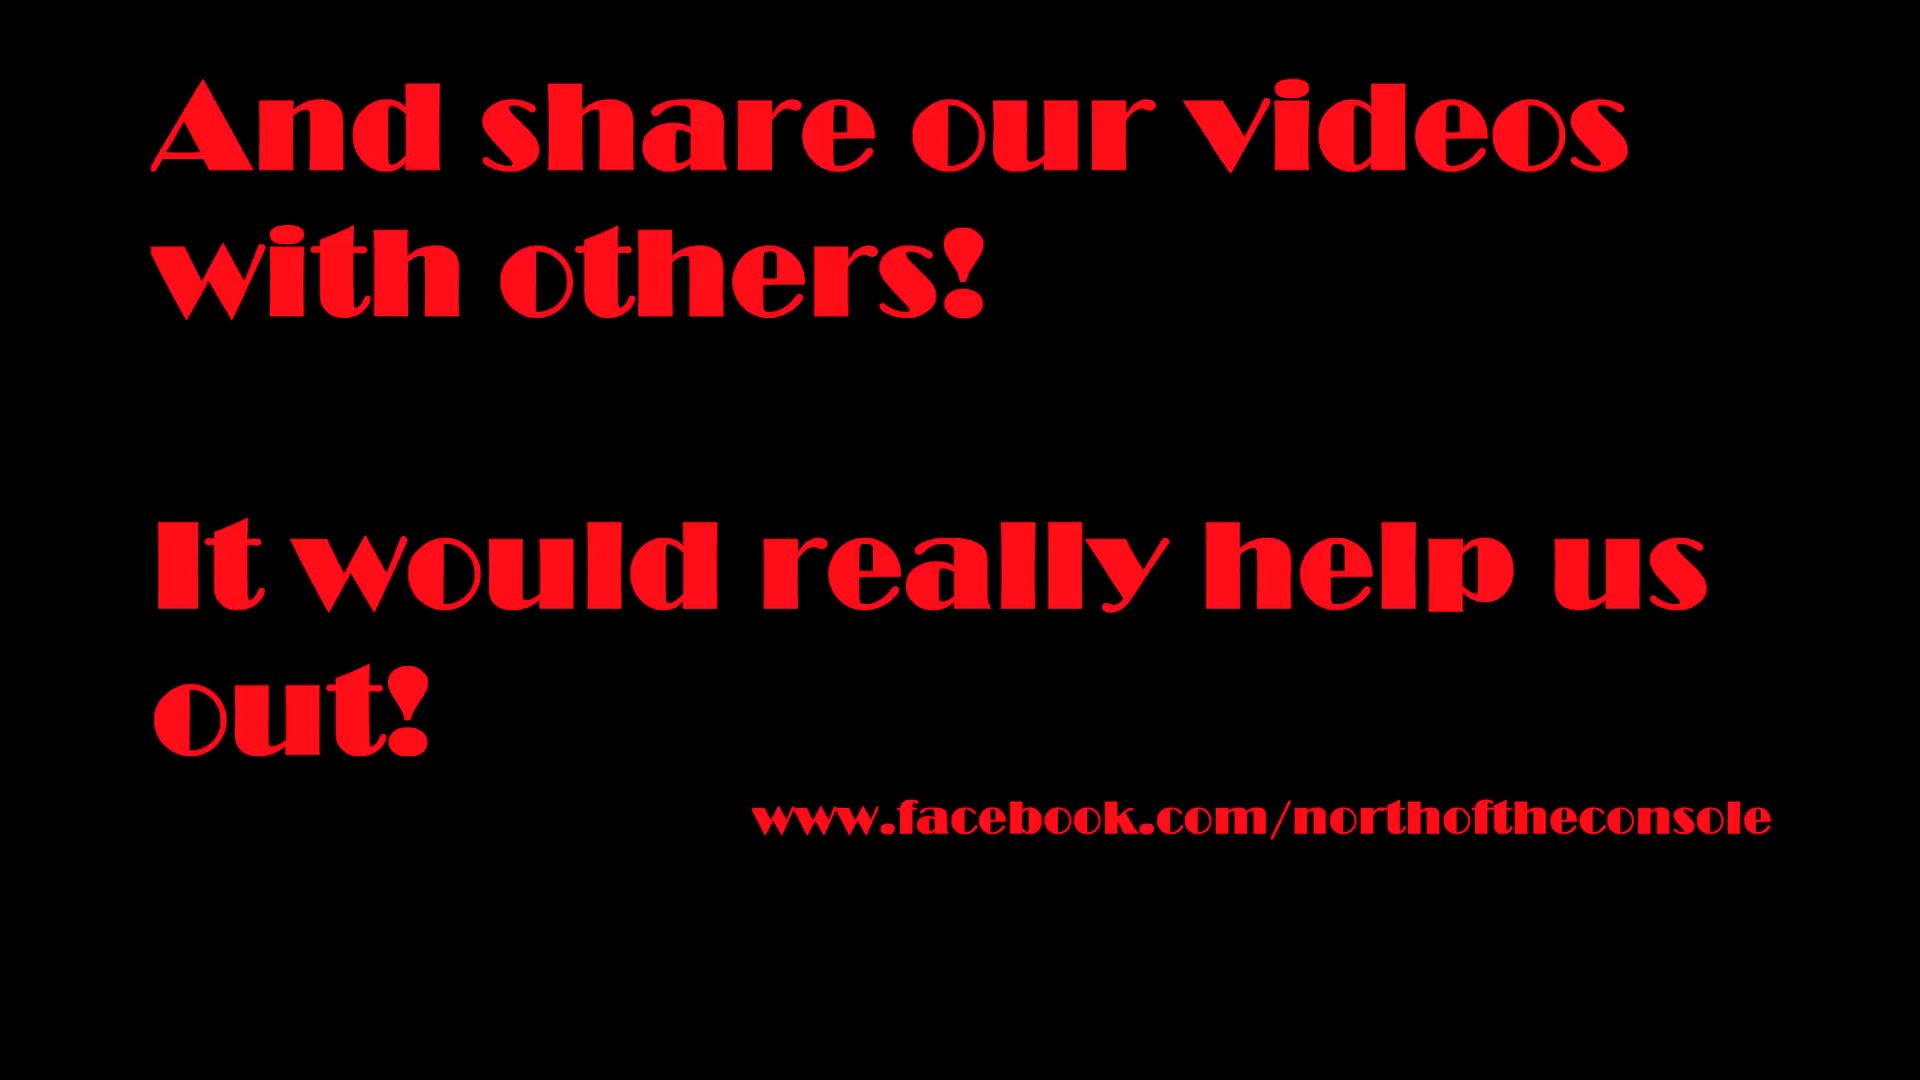 And share our videos
with others!
It would really help us
out!
www.facebook.com/northoftheconsole